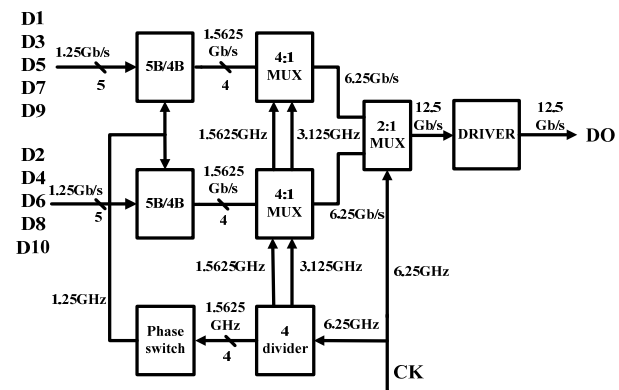 D1
D3
D5
D7
D9
1.25Gb/s
5
5B/4B
1.5625
Gb/s
4
4:1
MUX
6.25Gb/s
1.5625GHz
3.125GHz
2:1
MUX
12.5
Gb/s
DRIVER
12.5
Gb/s
DO
D2
D4
D6
D8
D10
1.25Gb/s
5
5B/4B
1.5625
Gb/s
4
4:1
MUX
6.25Gb/s
1.5625GHz
3.125GHz
6.25GHz
1.25GHz
Phase
switch
1.5625
GHz
4
4
divider
6.25GHz
CK